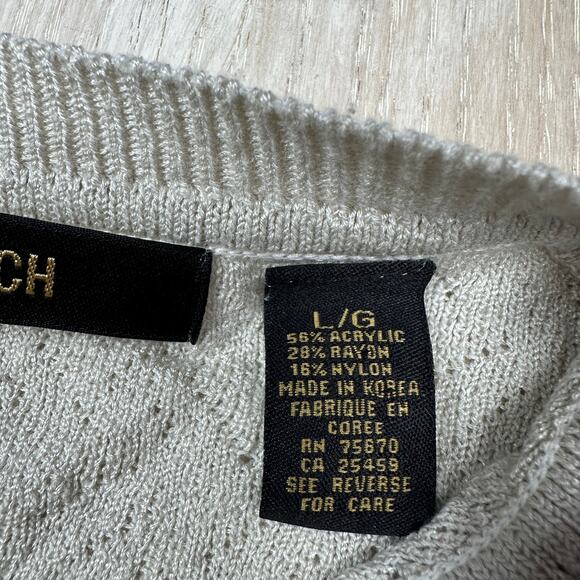 CH
L/G
56% ACRYLIC
28% RAYON
16% NYLON
MADE IN KOREA
FABRIQUE EN
COREE
RN 75870
CA 25459
SEE REVERSE
FOR CARE